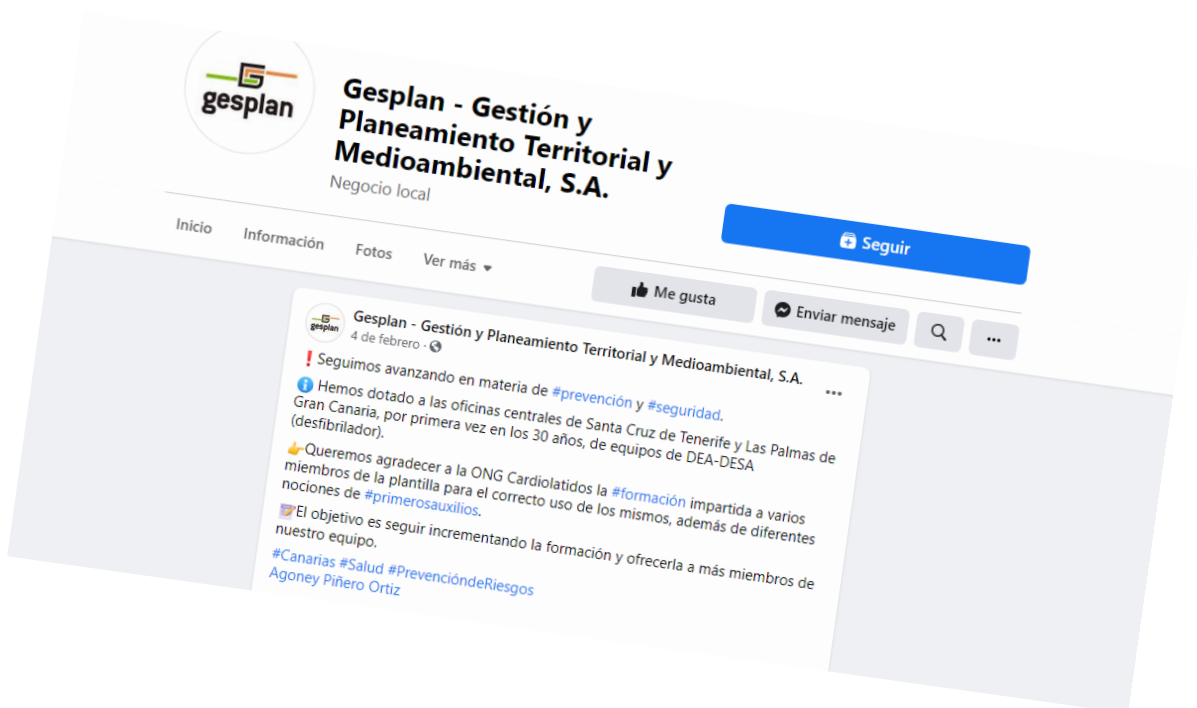 gesplan
Gesplan - Gestión y
Planeamiento Territorial y
Medioambiental, S.A.
Negocio local
Seguir
Inicio
Información
Fotos
Ver más
Me gusta
Enviar mensaje
gesplan
Gesplan - Gestión y Planeamiento Territorial y Medioambiental, S.A.
4 de febrero ·
❗Seguimos avanzando en materia de #prevención y #seguridad.
ℹ️ Hemos dotado a las oficinas centrales de Santa Cruz de Tenerife y Las Palmas de
Gran Canaria, por primera vez en los 30 años, de equipos de DEA-DESA
(desfibrilador).
👉Queremos agradecer a la ONG Cardiolatidos la #formación impartida a varios
miembros de la plantilla para el correcto uso de los mismos, además de diferentes
nociones de #primerosauxilios.
📝El objetivo es seguir incrementando la formación y ofrecerla a más miembros de
nuestro equipo.
#Canarias #Salud #PrevencióndeRiesgos
Agoney Piñero Ortiz